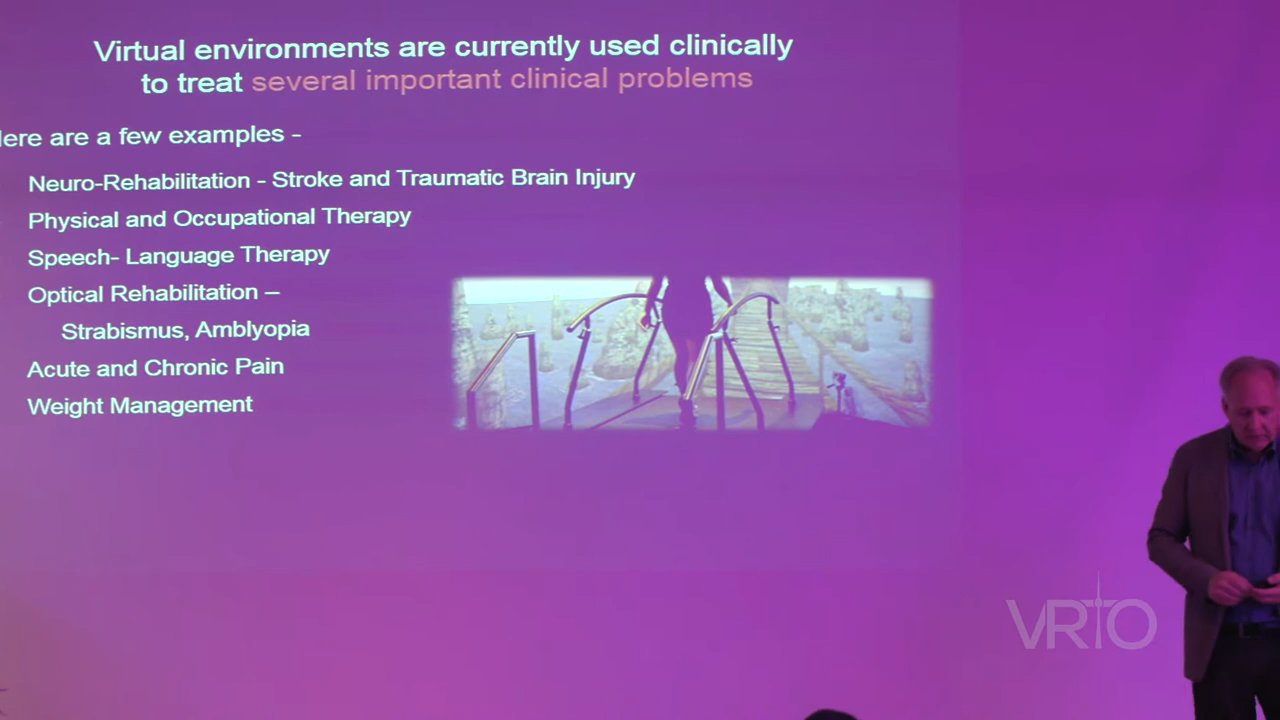 Virtual environments are currently used clinically
to treat several important clinical problems
ere are a few examples -
Neuro-Rehabilitation - Stroke and Traumatic Brain Injury
Physical and Occupational Therapy
Speech- Language Therapy
Optical Rehabilitation –
Strabismus, Amblyopia
Acute and Chronic Pain
Weight Management
VRTO